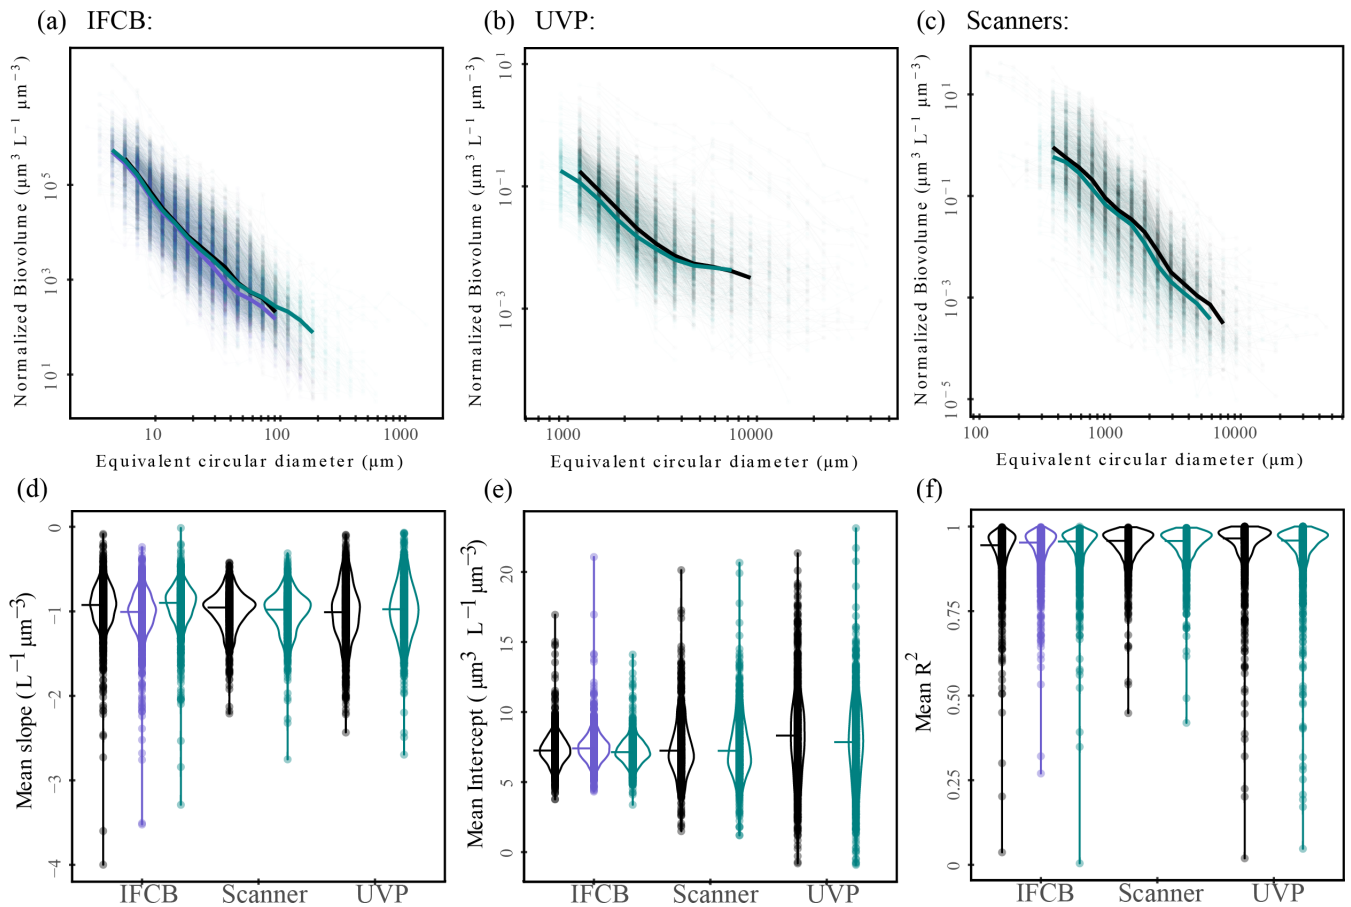 (a) IFCB:
(b) UVP:
(c) Scanners:
Normalized Biovolume (μm³ L⁻¹ μm⁻³)
10⁵
10³
10¹
10
100
1000
Equivalent circular diameter (μm)
Normalized Biovolume (μm³ L⁻¹ μm⁻³)
10¹
10⁻¹
10⁻³
1000
10000
Equivalent circular diameter (μm)
Normalized Biovolume (μm³ L⁻¹ μm⁻³)
10¹
10⁻¹
10⁻³
10⁻⁵
100
1000
10000
Equivalent circular diameter (μm)
(d)
Mean slope (L⁻¹ μm⁻³)
0
−1
−2
−3
−4
IFCB
Scanner
UVP
(e)
Mean Intercept ( μm³ L⁻¹ μm⁻³)
20
15
10
5
0
IFCB
Scanner
UVP
(f)
Mean R²
1
0.75
0.50
0.25
0
IFCB
Scanner
UVP